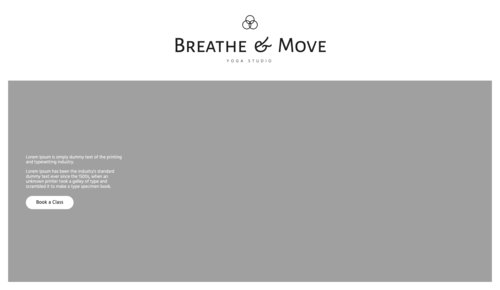 Breathe & Move
YOGA STUDIO
Lorem Ipsum is simply dummy text of the printing
and typesetting industry.
Lorem Ipsum has been the industry's standard
dummy text ever since the 1500s, when an
unknown printer took a galley of type and
scrambled it to make a type specimen book.
Book a Class